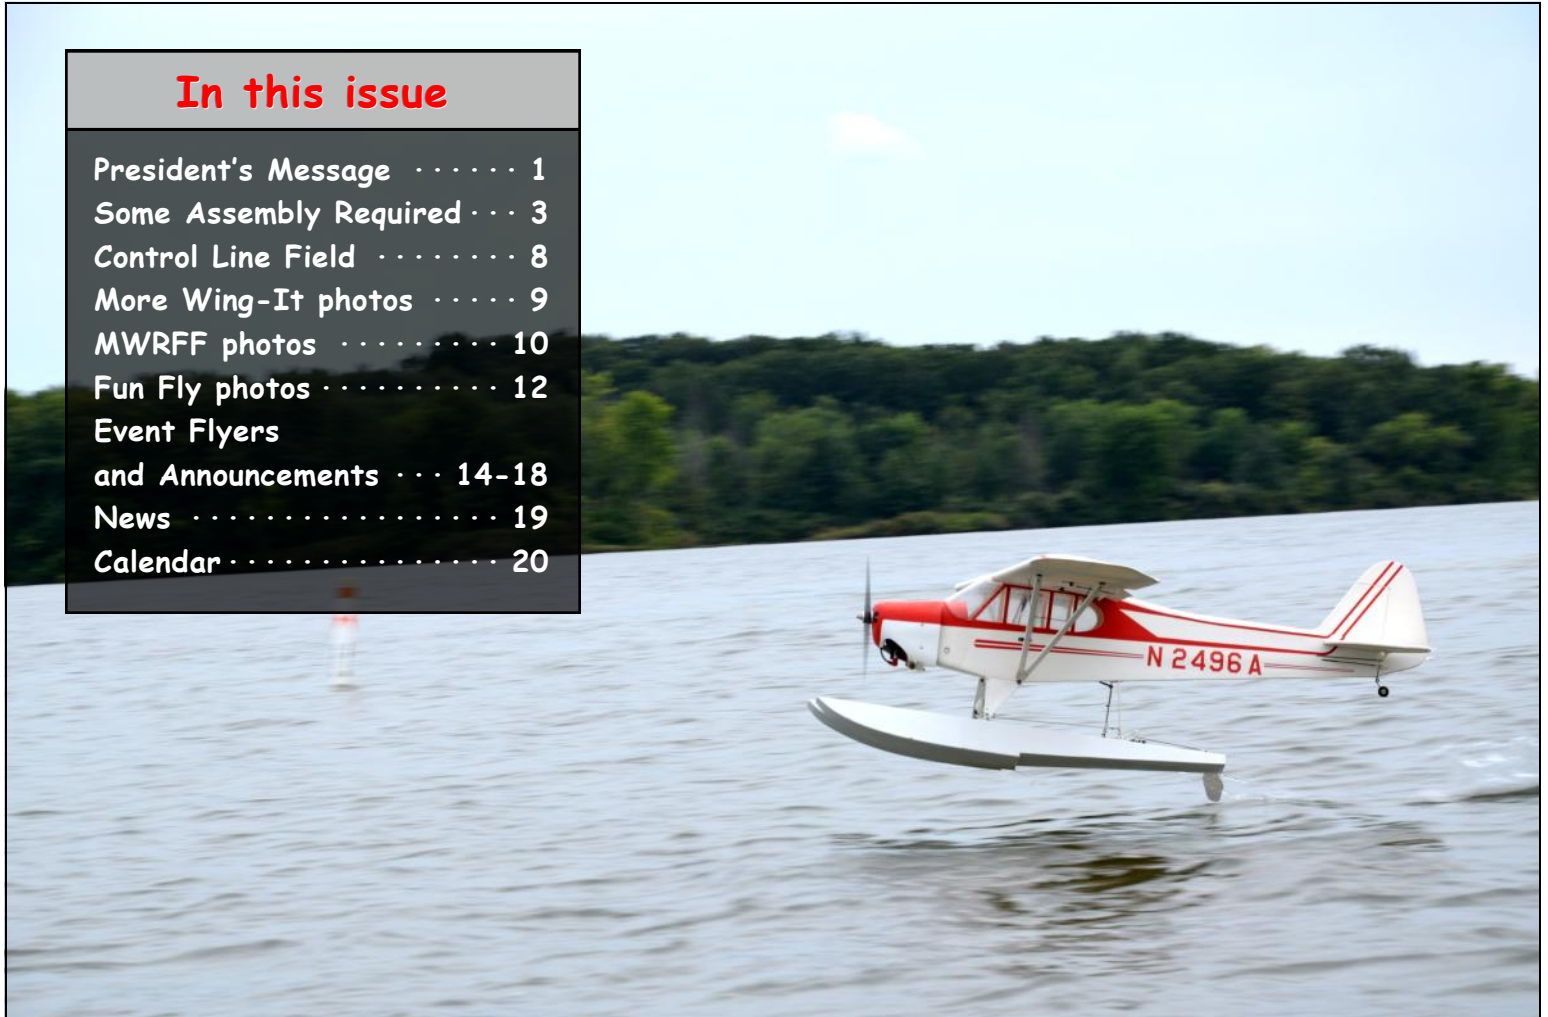 In this issue
President's Message ······ 1
Some Assembly Required ··· 3
Control Line Field ········ 8
More Wing-It photos ····· 9
MWRFF photos ········· 10
Fun Fly photos ·········· 12
Event Flyers
and Announcements ··· 14-18
News ················· 19
Calendar ··············· 20
N2496A